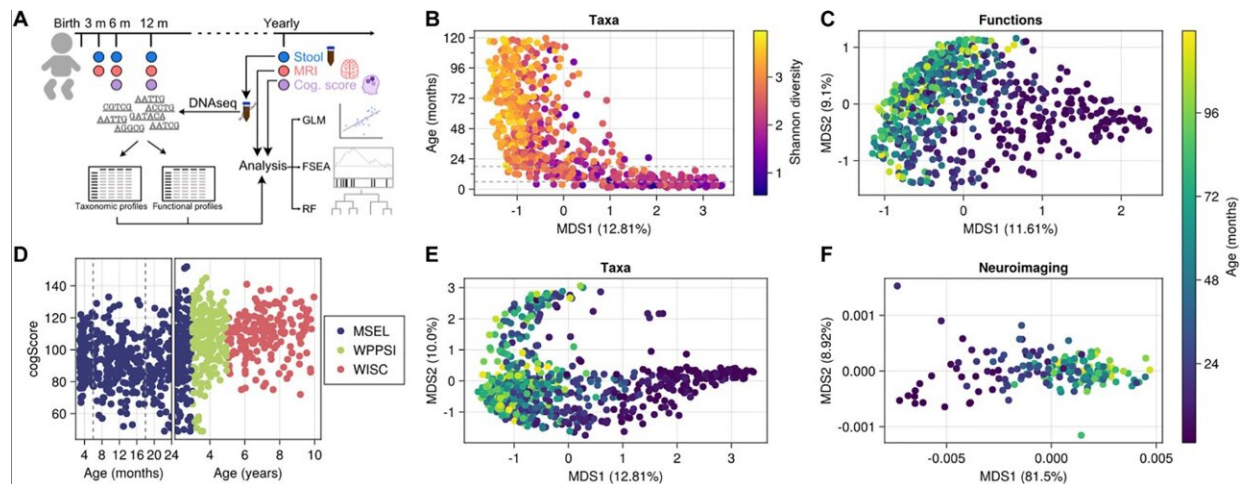 A
Birth 3 m 6 m 12 m Yearly
Stool
MRI
Cog. score
DNAseq
AATTG
CGTCG ACCTG
AATTG GATACA
AGGCG AATCG
GLM
Analysis
FSEA
RF
Taxonomic profiles Functional profiles
B
Taxa
Age (months)
120
96
72
48
24
0
-1 0 1 2 3
MDS1 (12.81%)
Shannon diversity
3
2
1
C
Functions
MDS2 (9.1%)
1
0
-1
-1 0 1 2
MDS1 (11.61%)
D
cogScore
140
120
100
80
60
4 8 12 16 20 24
Age (months)
4 6 8 10
Age (years)
MSEL
WPPSI
WISC
E
Taxa
MDS2 (10.0%)
3
2
1
0
-1
-1 0 1 2 3
MDS1 (12.81%)
F
Neuroimaging
MDS2 (8.92%)
0.001
0.000
-0.001
-0.005 0.000 0.005
MDS1 (81.5%)
Age (months)
96
72
48
24